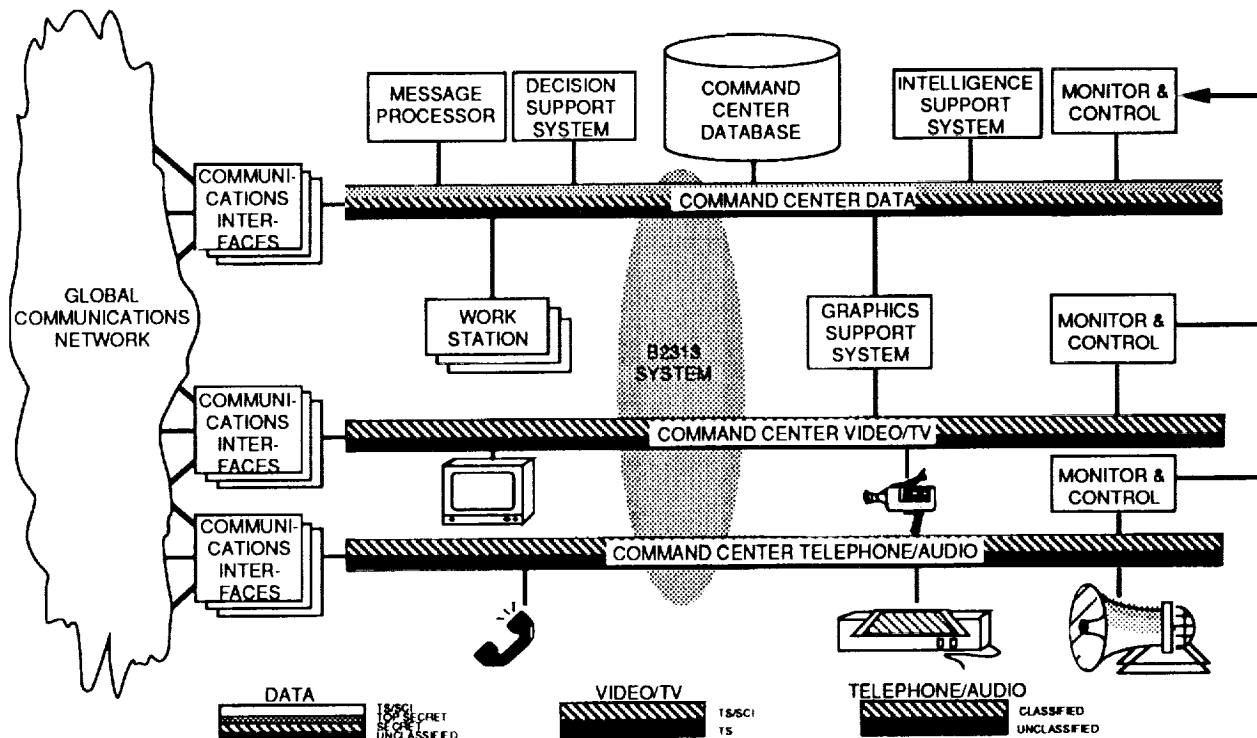 MESSAGE
PROCESSOR
DECISION
SUPPORT
SYSTEM
COMMAND
CENTER
DATABASE
INTELLIGENCE
SUPPORT
SYSTEM
MONITOR &
CONTROL
COMMUNI-
CATIONS
INTER-
FACES
COMMAND CENTER DATA
GLOBAL
COMMUNICATIONS
NETWORK
WORK
STATION
B2313
SYSTEM
GRAPHICS
SUPPORT
SYSTEM
MONITOR &
CONTROL
COMMUNI-
CATIONS
INTER-
FACES
COMMAND CENTER VIDEO/TV
MONITOR &
CONTROL
COMMUNI-
CATIONS
INTER-
FACES
COMMAND CENTER TELEPHONE/AUDIO
DATA
TS/SCI
TOP SECRET
SECRET
UNCLASSIFIED
VIDEO/TV
TS/SCI
TS
TELEPHONE/AUDIO
CLASSIFIED
UNCLASSIFIED